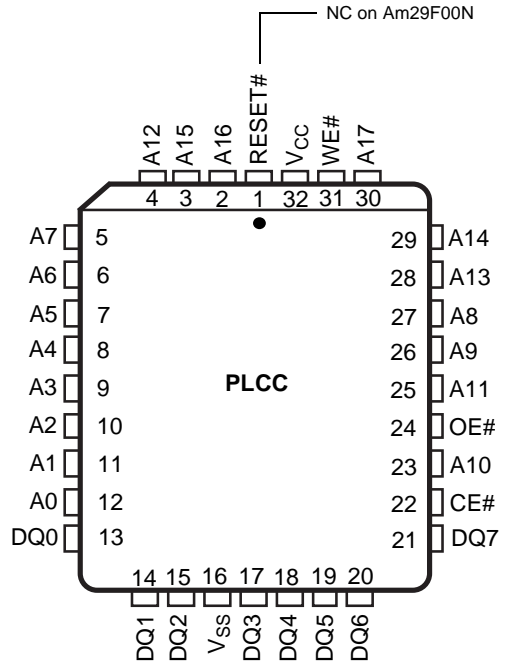 NC on Am29F00N
A12 A15 A16 RESET# VCC WE# A17
4 3 2 1 32 31 30
A7 5 29 A14
A6 6 28 A13
A5 7 27 A8
A4 8 26 A9
A3 9 PLCC 25 A11
A2 10 24 OE#
A1 11 23 A10
A0 12 22 CE#
DQ0 13 21 DQ7
14 15 16 17 18 19 20
DQ1 DQ2 VSS DQ3 DQ4 DQ5 DQ6